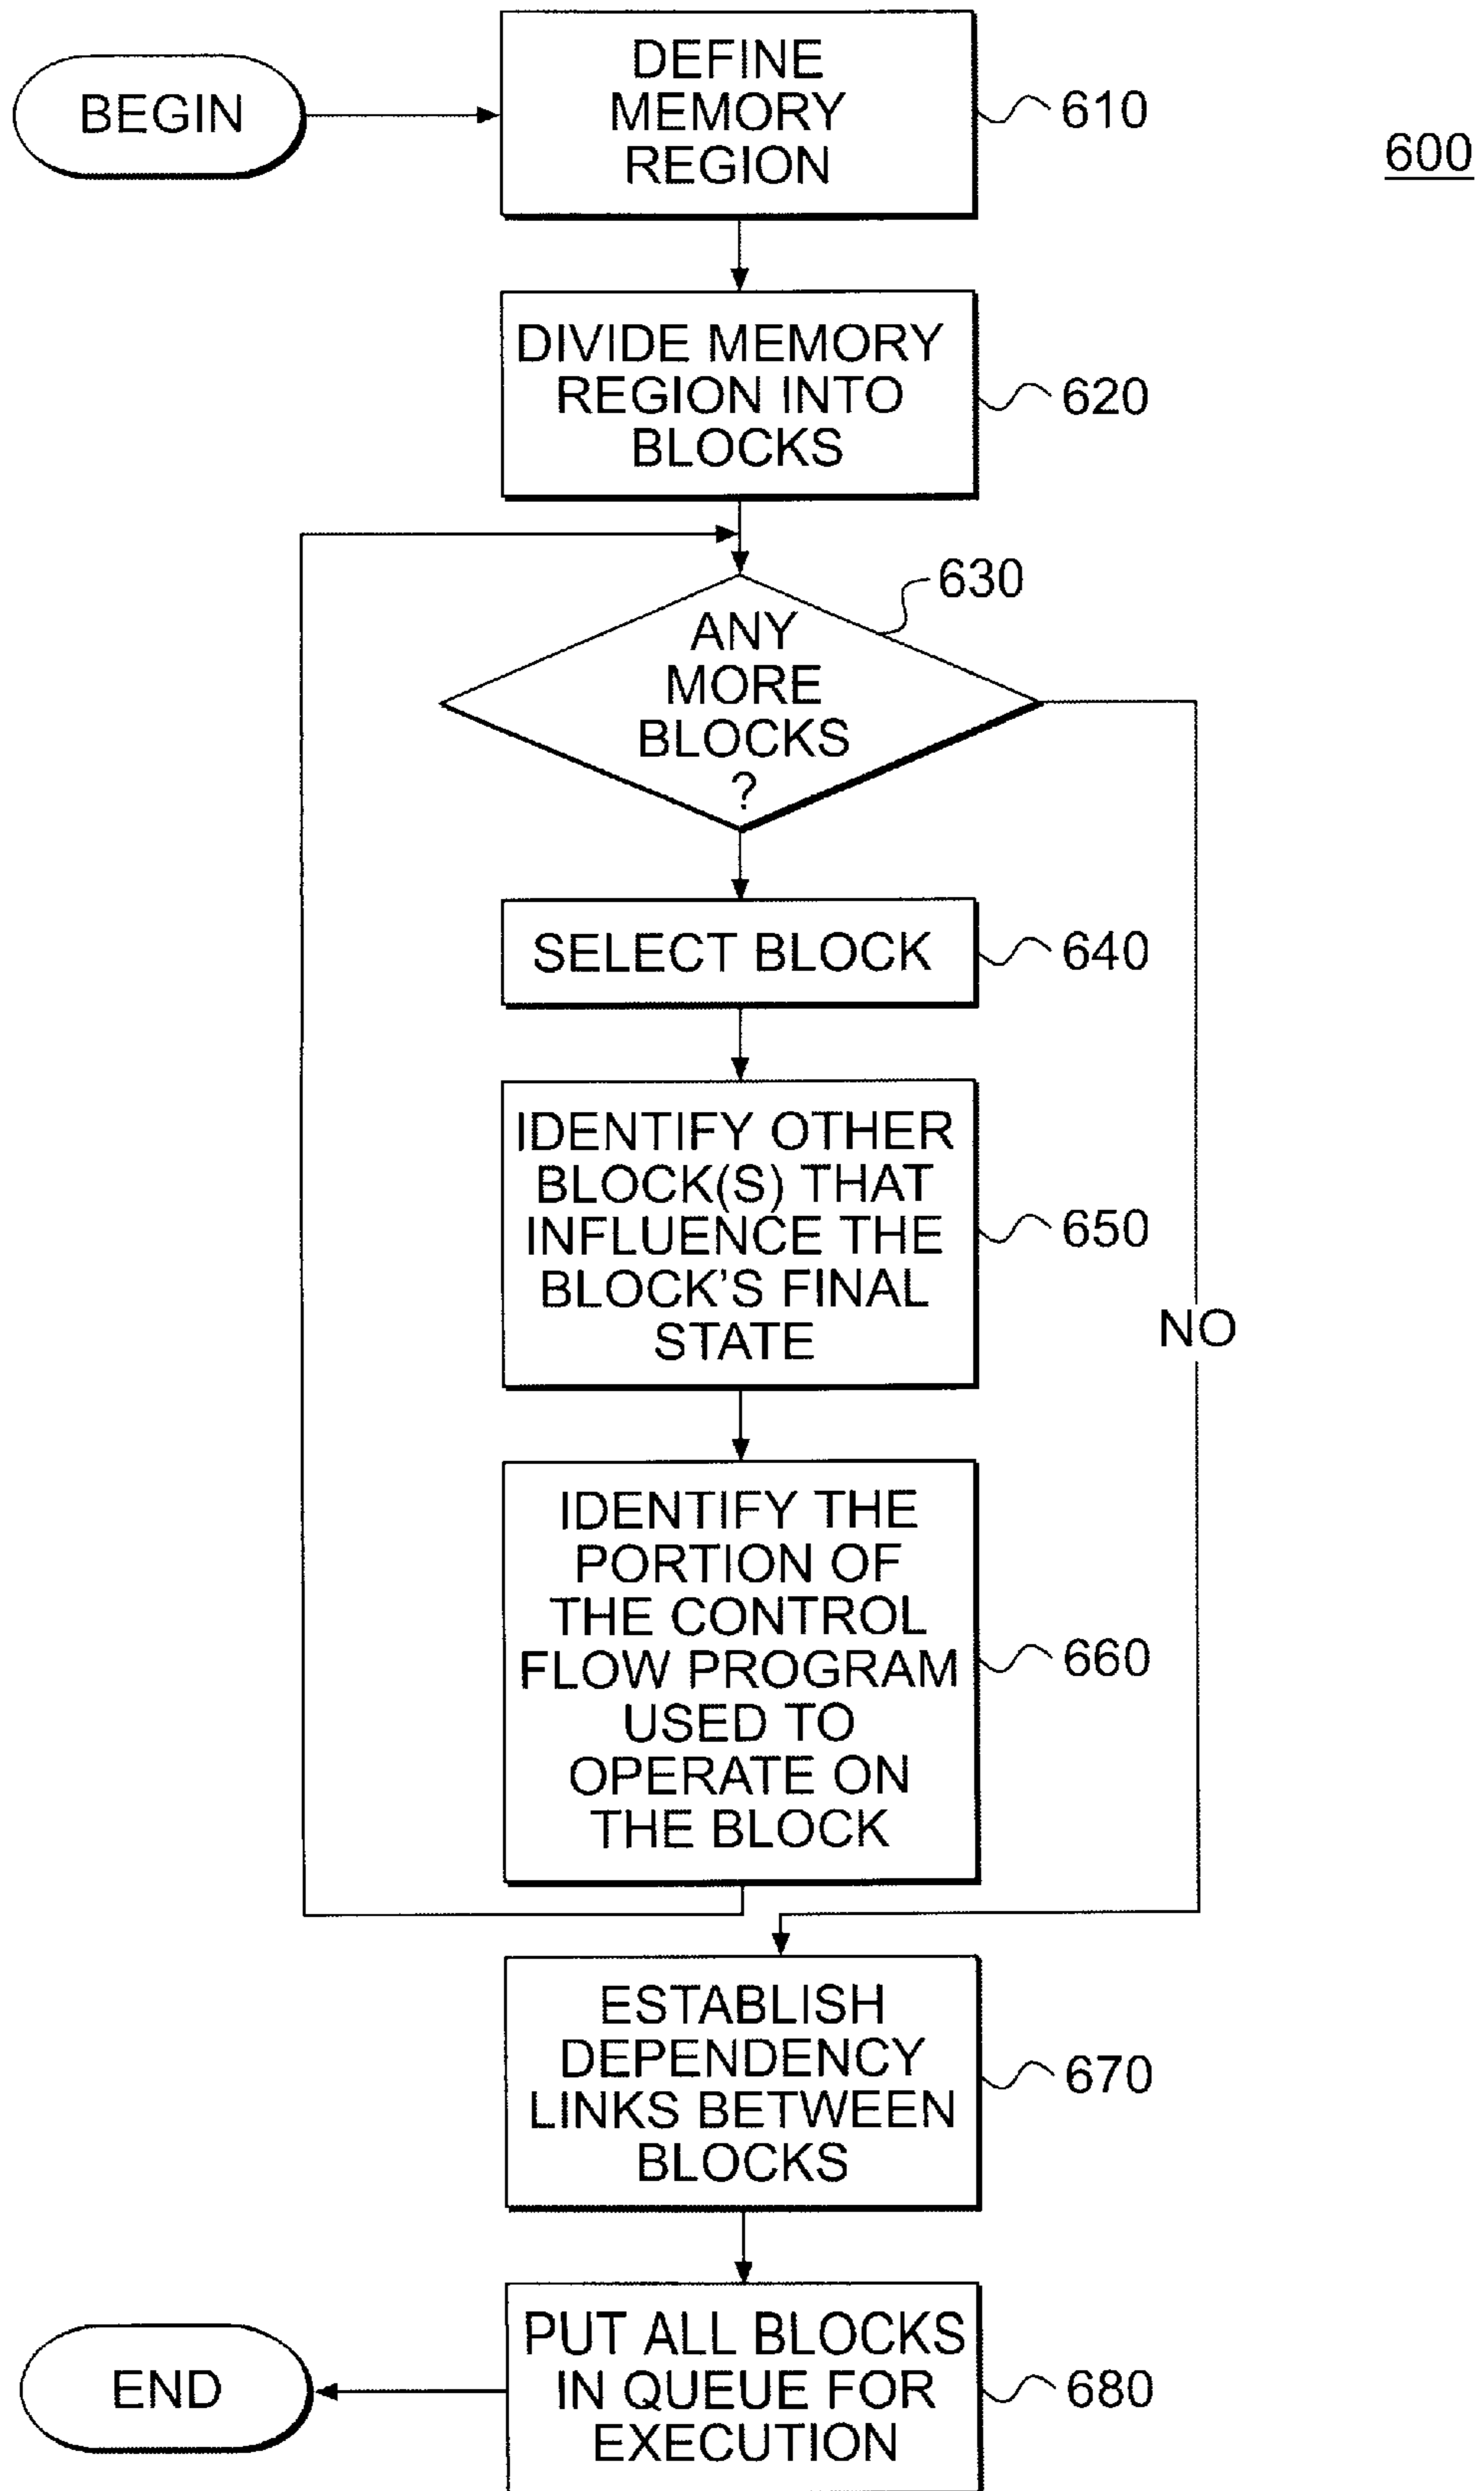 BEGIN
DEFINE
MEMORY
REGION
610
600
DIVIDE MEMORY
REGION INTO
BLOCKS
620
630
ANY
MORE
BLOCKS
?
SELECT BLOCK
640
IDENTIFY OTHER
BLOCK(S) THAT
INFLUENCE THE
BLOCK'S FINAL
STATE
650
NO
IDENTIFY THE
PORTION OF
THE CONTROL
FLOW PROGRAM
USED TO
OPERATE ON
THE BLOCK
660
ESTABLISH
DEPENDENCY
LINKS BETWEEN
BLOCKS
670
PUT ALL BLOCKS
IN QUEUE FOR
EXECUTION
680
END